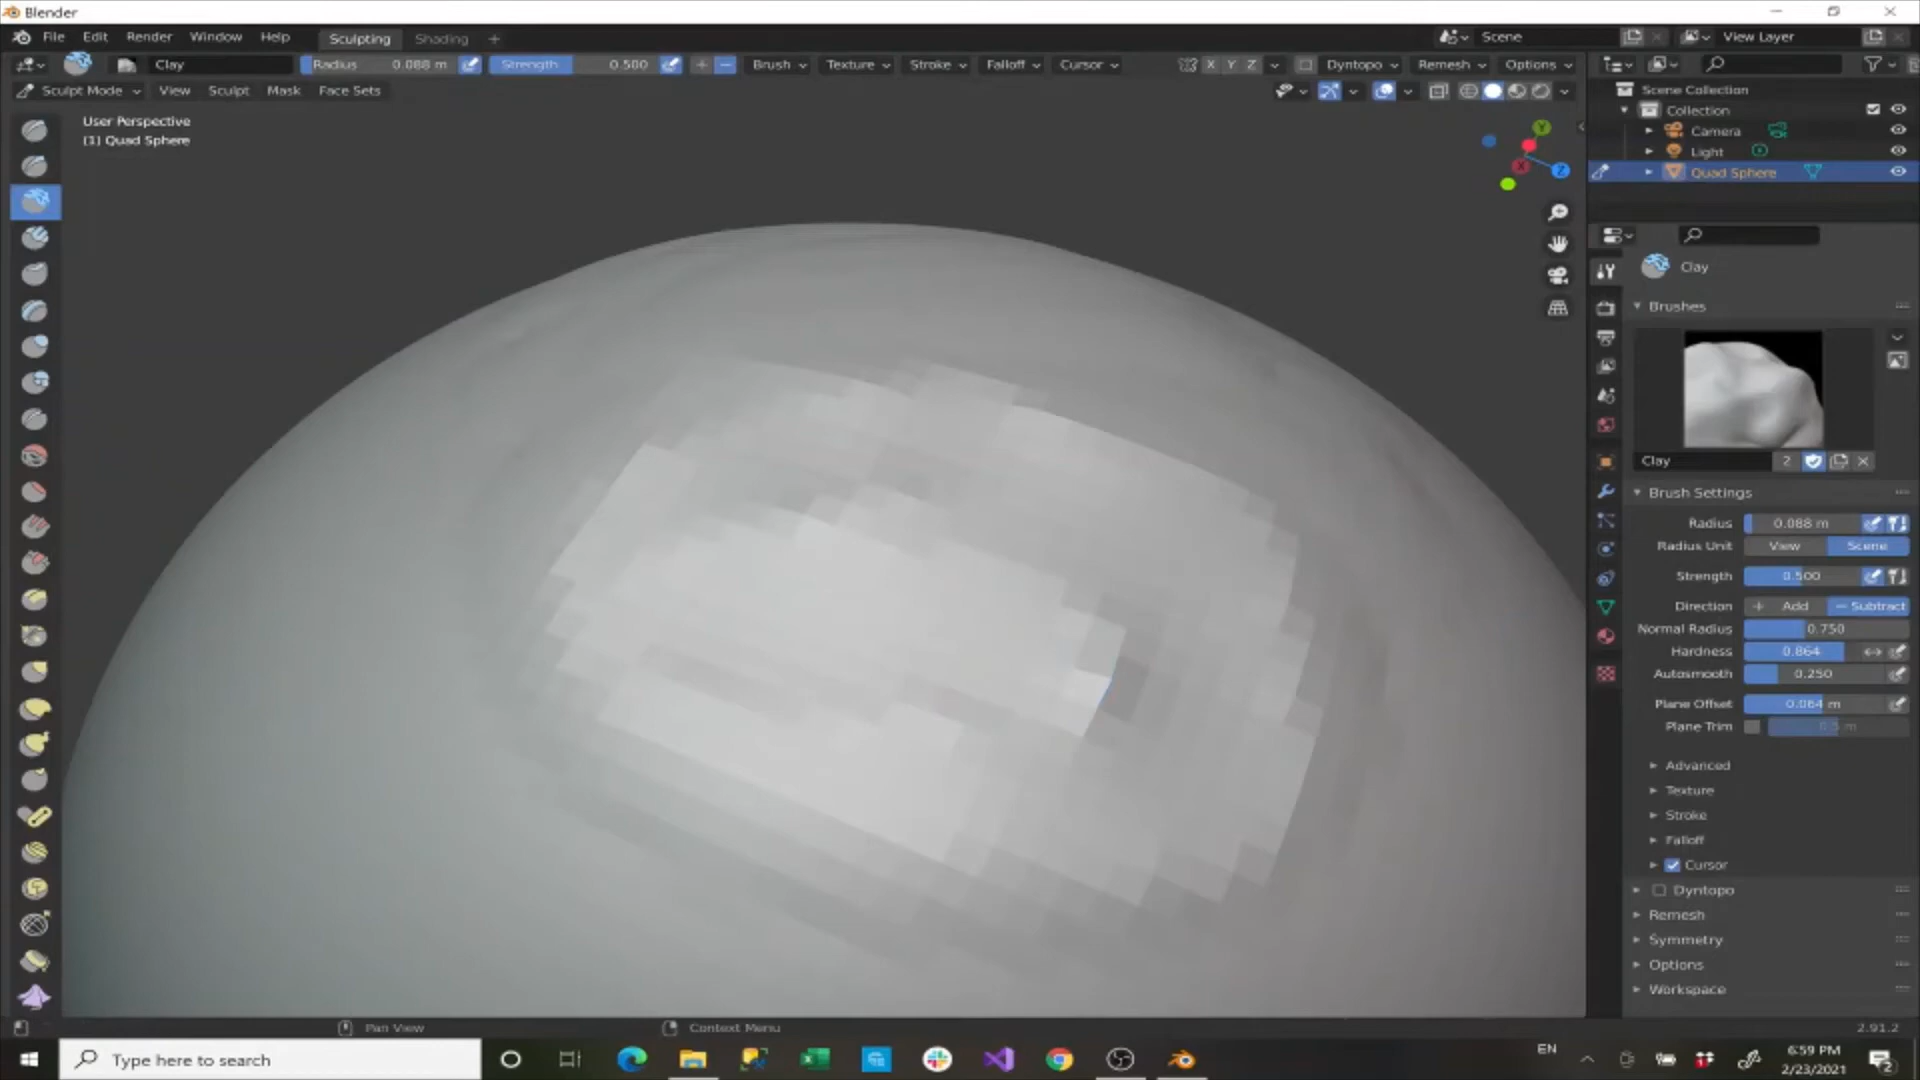 Blender
File Edit Render Window Help Sculpting Shading + Scene View Layer
Clay Radius 0.088 m Strength 0.500 Brush Texture Stroke Falloff Cursor X Y Z Dyntopo Remesh Options
Sculpt Mode View Sculpt Mask Face Sets
User Perspective
(1) Quad Sphere
Y
X
Z
Scene Collection
Collection
Camera
Light
Quad Sphere
Clay
Brushes
Clay 2
Brush Settings
Radius 0.088 m
Radius Unit View Scene
Strength 0.500
Direction + Add − Subtract
Normal Radius 0.750
Hardness 0.864
Autosmooth 0.250
Plane Offset 0.064 m
Plane Trim
Advanced
Texture
Stroke
Falloff
Cursor
Dyntopo
Remesh
Symmetry
Options
Workspace
Pan View Context Menu 2.91.2
Type here to search
EN
6:59 PM
2/23/2021
2